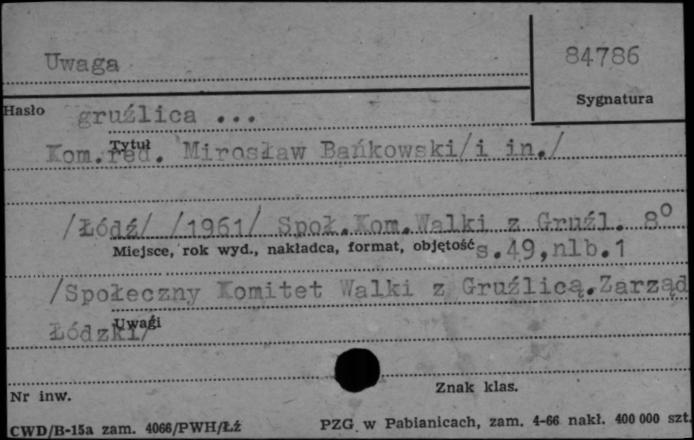 Uwaga
84786
Sygnatura
Hasło
gruźlica ...
Tytuł
Kom.red. Mirosław Bańkowski/i in./
/Łódź/ /1961/ Społ.Kom.Walki z Gruźl. 8°
Miejsce, rok wyd., nakładca, format, objętość
s.49,nlb.1
/Społeczny Komitet Walki z Gruźlicą.Zarząd
Uwagi
Łódzki/
Nr inw.
Znak klas.
CWD/B-15a zam. 4066/PWH/Łź
PZG w Pabianicach, zam. 4-66 nakł. 400 000 szt.